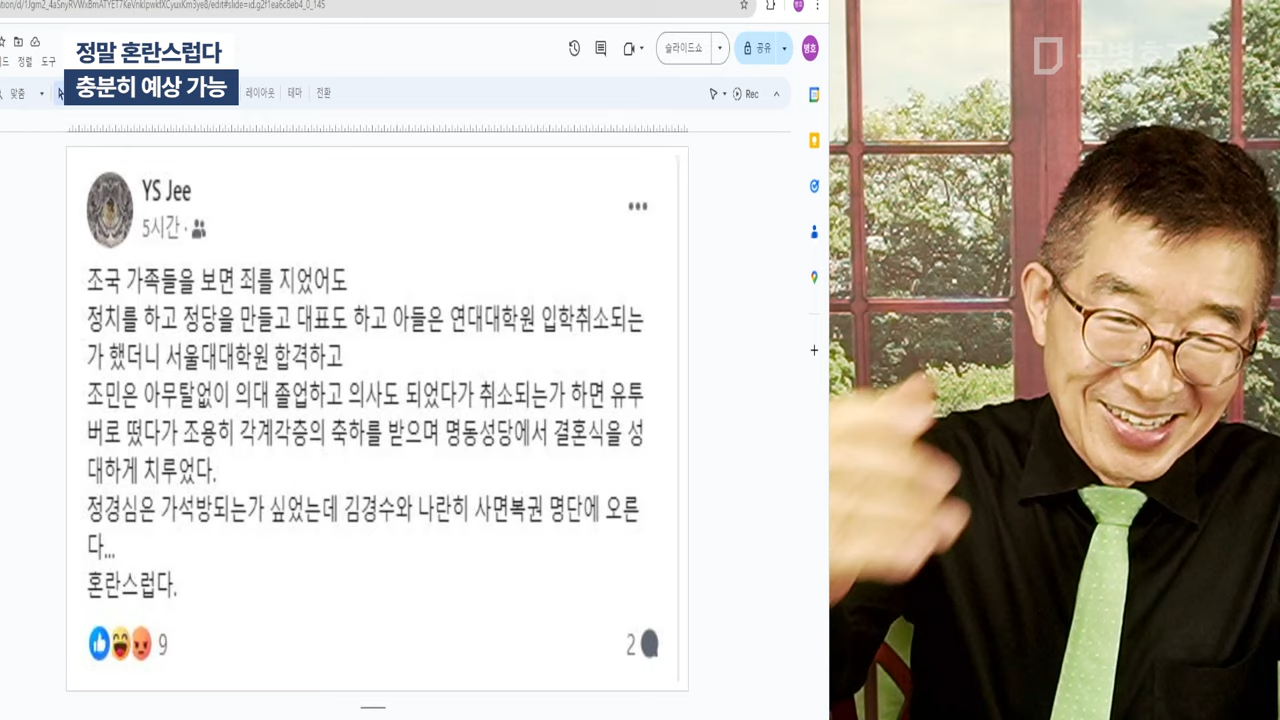 정말 혼란스럽다
충분히 예상 가능
정렬
도구
슬라이드쇼
공유
병호
맞춤
레이아웃
테마
전환
Rec
YS Jee
5시간
조국 가족들을 보면 죄를 지었어도
정치를 하고 정당을 만들고 대표도 하고 아들은 연대대학원 입학취소되는
가 했더니 서울대대학원 합격하고
조민은 아무탈없이 의대 졸업하고 의사도 되었다가 취소되는가 하면 유투
버로 떴다가 조용히 각계각층의 축하를 받으며 명동성당에서 결혼식을 성
대하게 치루었다.
정경심은 가석방되는가 싶었는데 김경수와 나란히 사면복권 명단에 오른
다...
혼란스럽다.
9
2